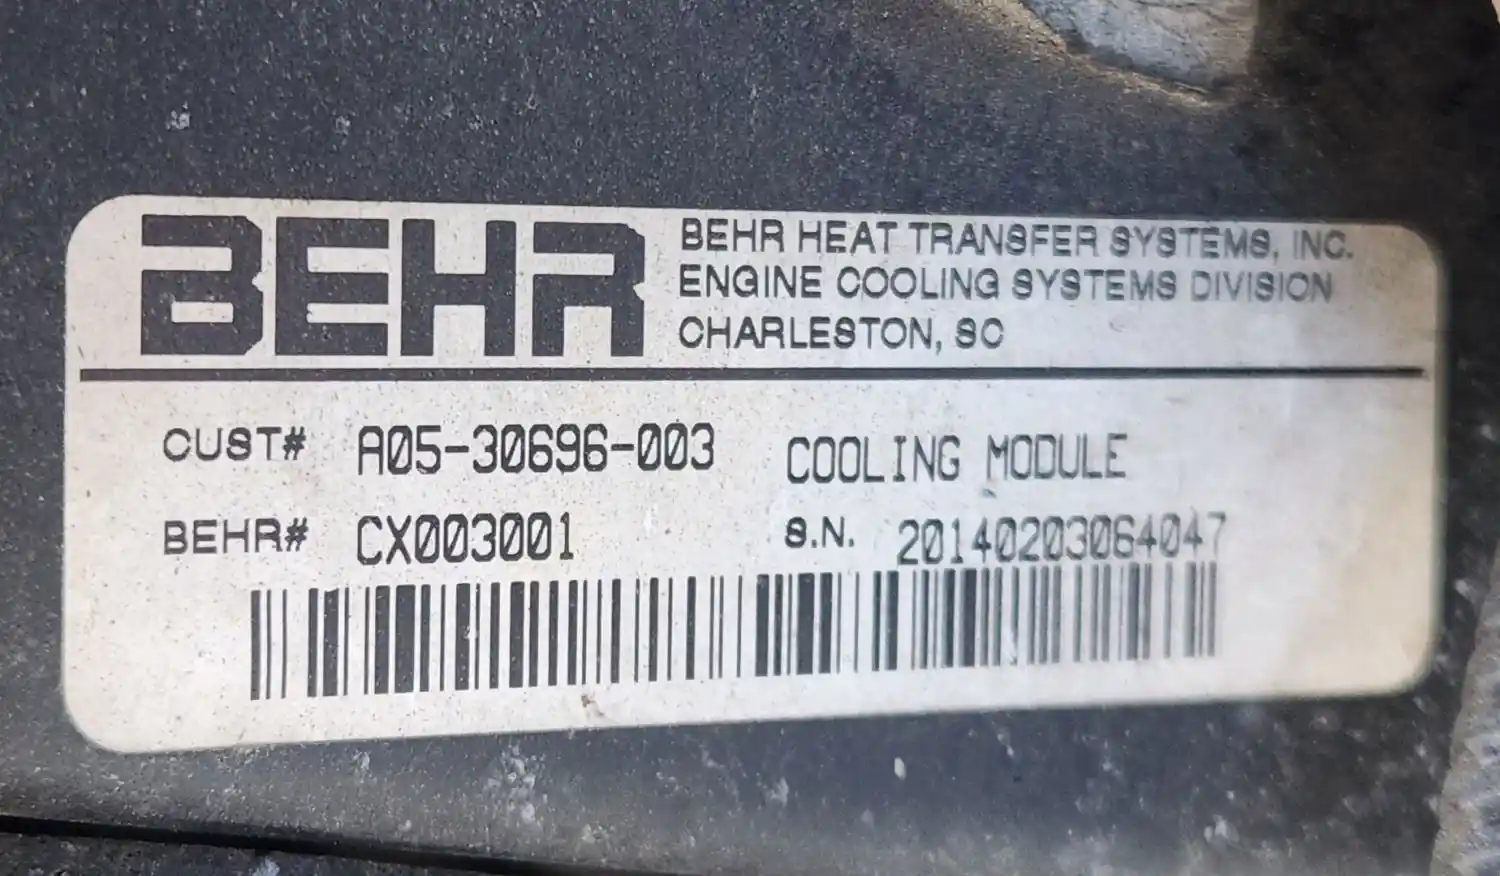 BEHR
BEHR HEAT TRANSFER SYSTEMS, INC.
ENGINE COOLING SYSTEMS DIVISION
CHARLESTON, SC
CUST# A05-30696-003 COOLING MODULE
BEHR# CX003001 S.N. 20140203064047